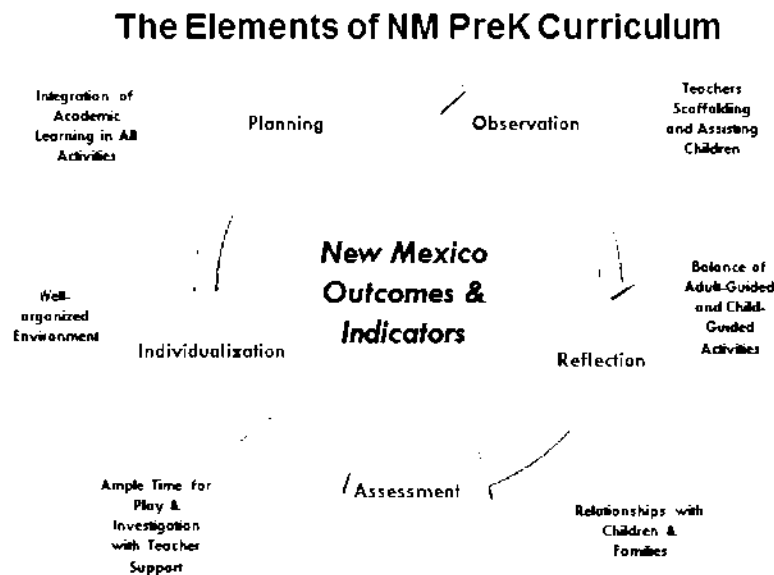 The Elements of NM PreK Curriculum
Integration of
Academic
Learning in All
Activities
Planning
Observation
Teachers
Scaffolding
and Assisting
Children
New Mexico
Outcomes &
Indicators
Well-
organized
Environment
Individualization
Reflection
Balance of
Adult-Guided
and Child-
Guided
Activities
Ample Time for
Play &
Investigation
with Teacher
Support
Assessment
Relationships with
Children &
Families